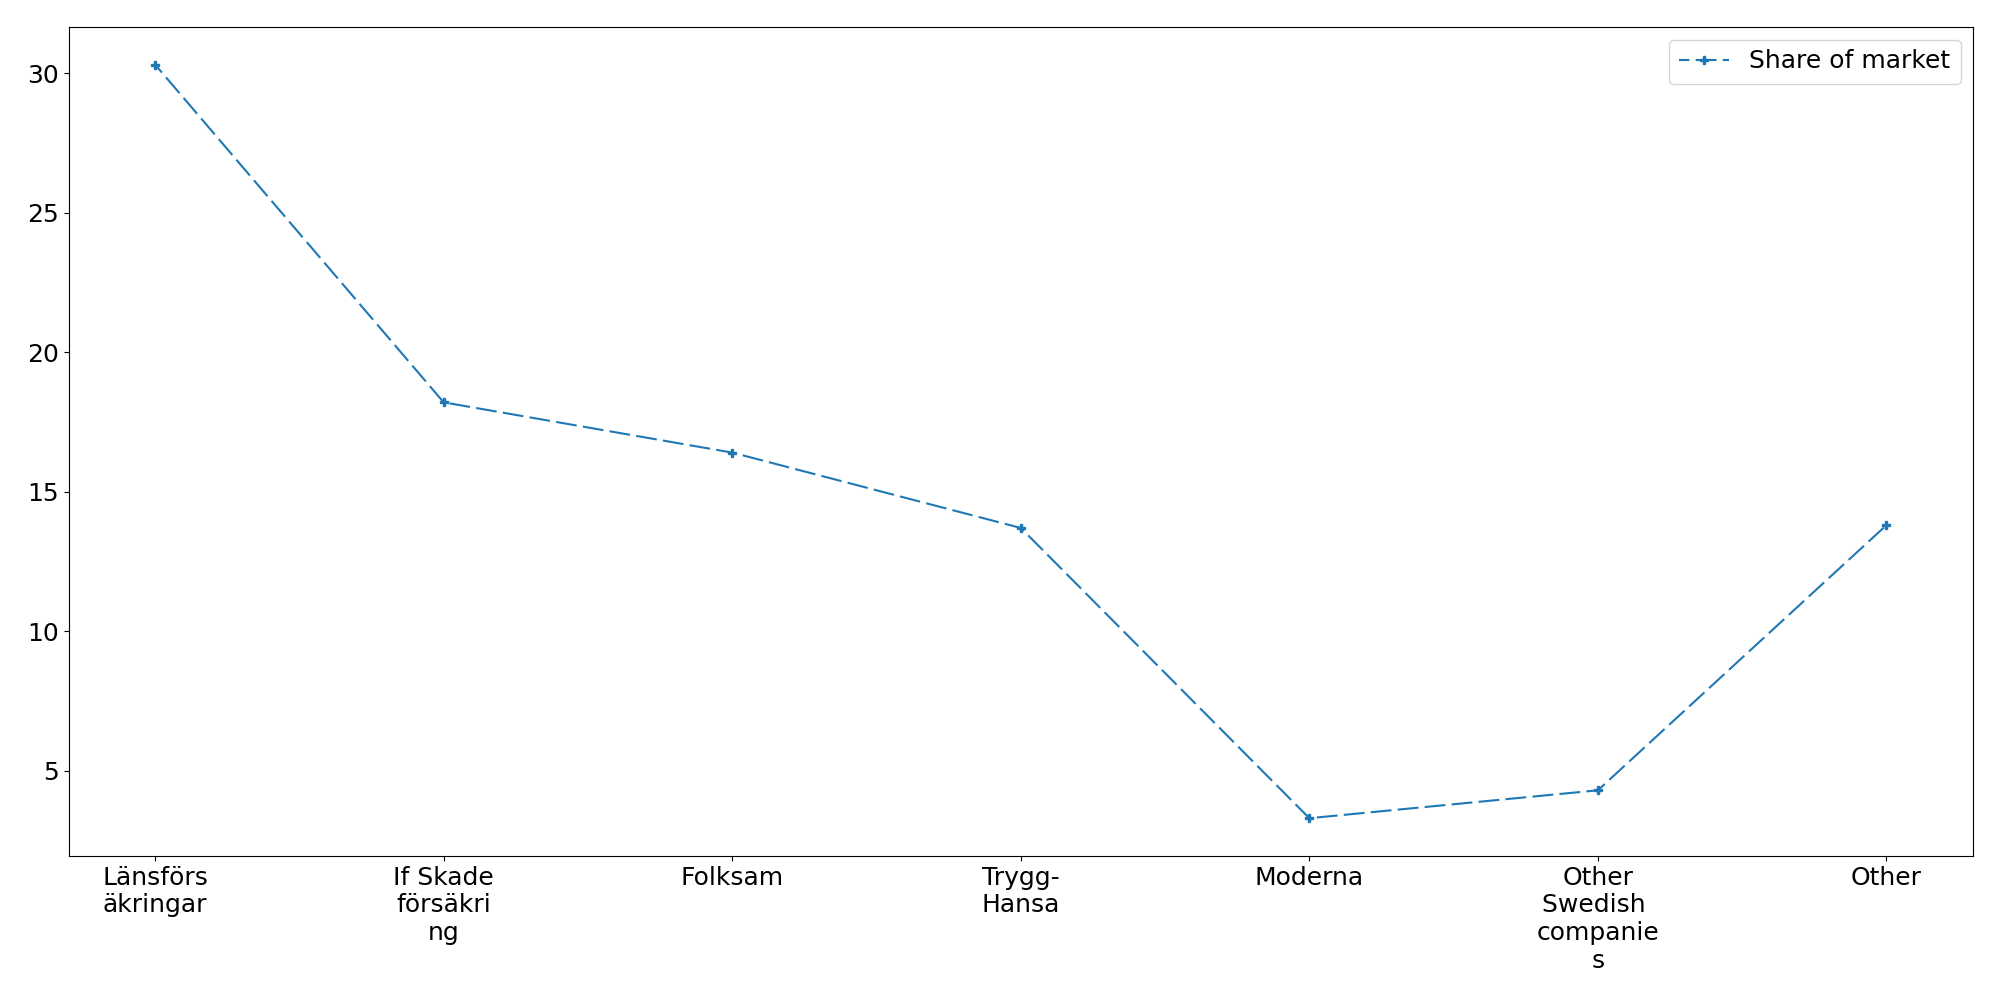 Share of market
30
25
20
15
10
5
Länsförs
äkringar
If Skade
försäkri
ng
Folksam
Trygg-
Hansa
Moderna
Other
Swedish
companie
s
Other